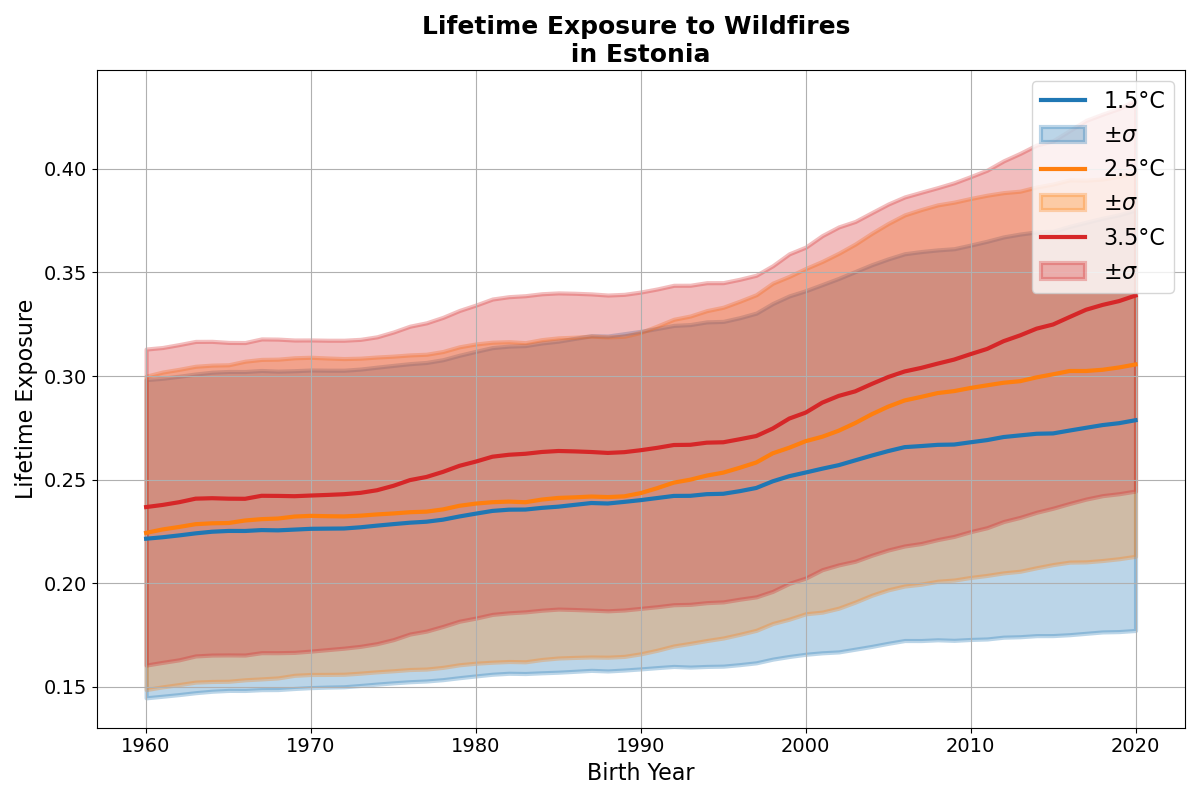 Lifetime Exposure to Wildfires
in Estonia
1.5°C
±σ
2.5°C
±σ
3.5°C
±σ
Lifetime Exposure
0.40
0.35
0.30
0.25
0.20
0.15
1960 1970 1980 1990 2000 2010 2020
Birth Year